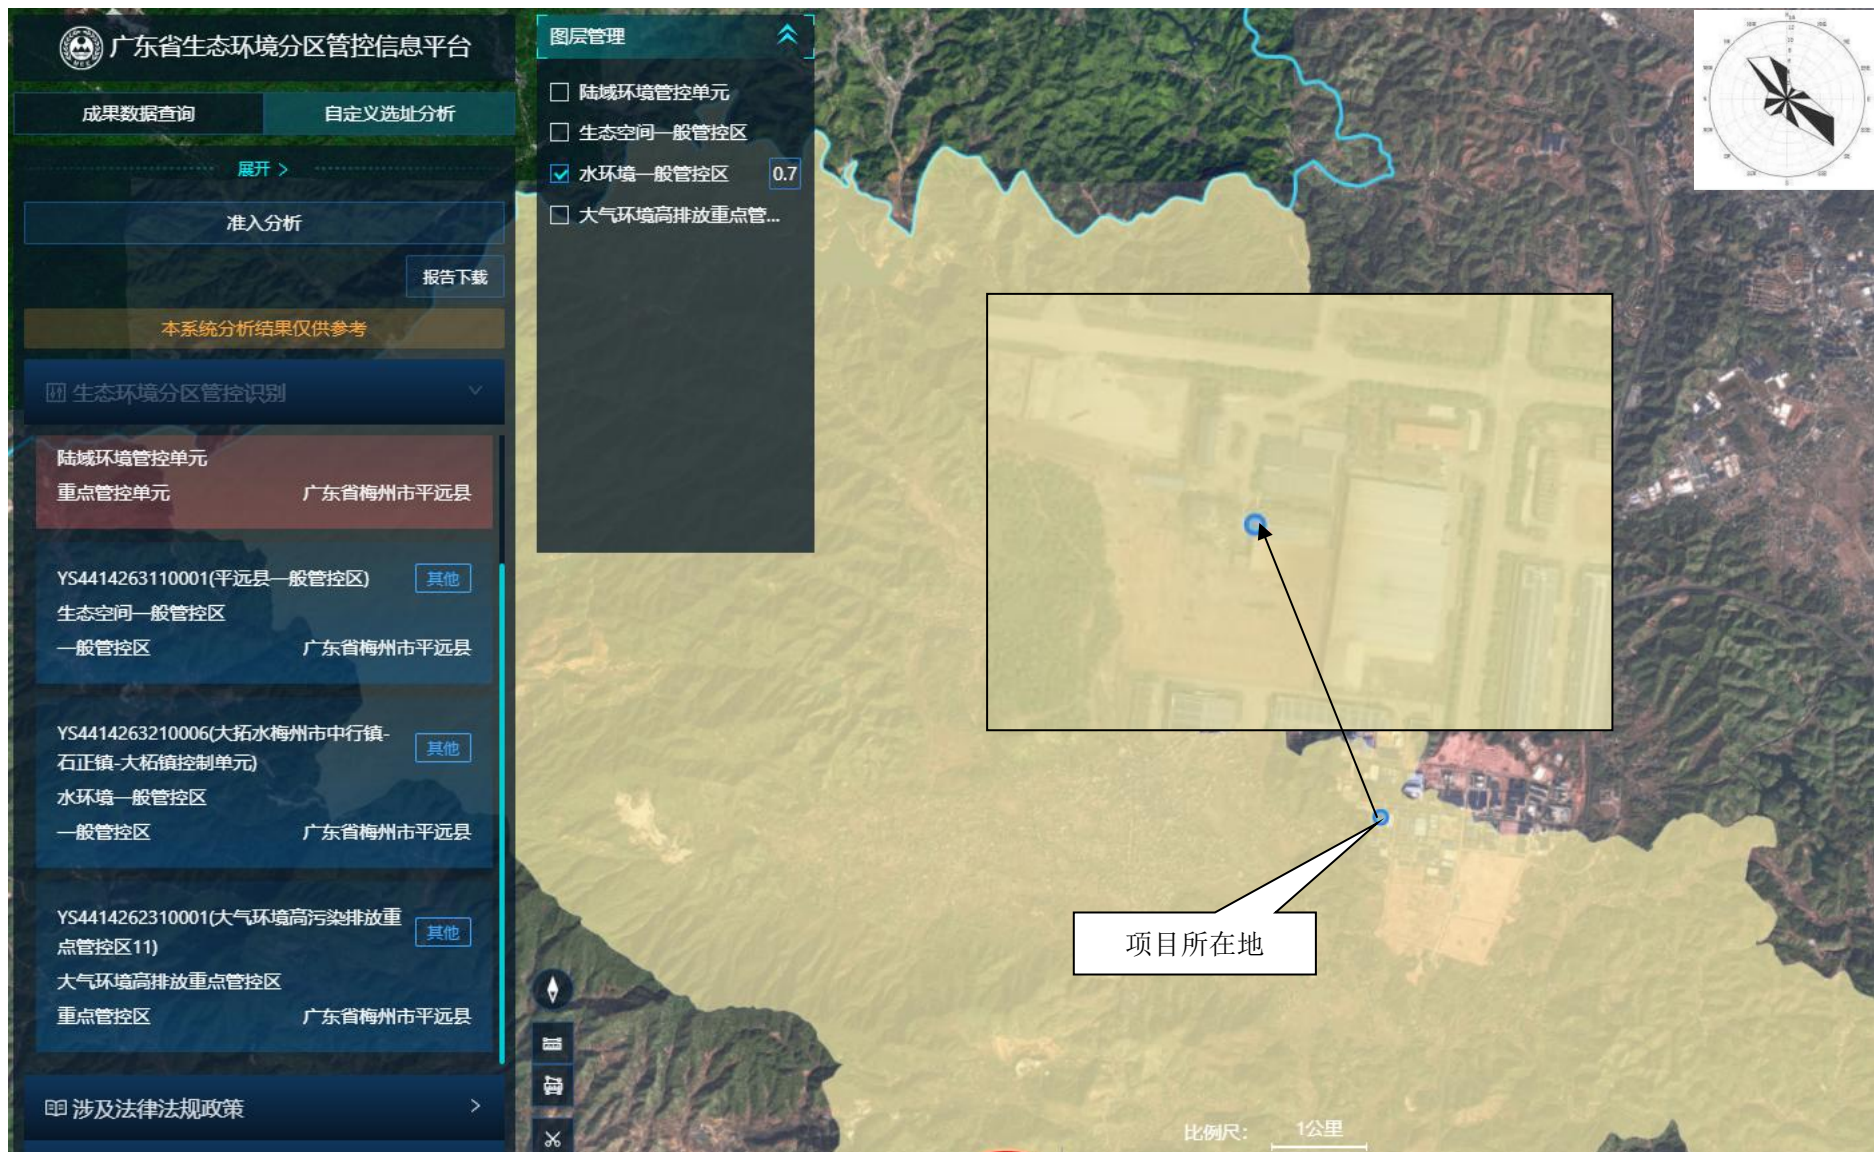 广东省生态环境分区管控信息平台
成果数据查询
自定义选址分析
展开 >
准入分析
报告下载
本系统分析结果仅供参考
生态环境分区管控识别
陆域环境管控单元
重点管控单元
广东省梅州市平远县
YS4414263110001(平远县一般管控区)
其他
生态空间一般管控区
一般管控区
广东省梅州市平远县
YS4414263210006(大拓水梅州市中行镇-
石正镇-大柘镇控制单元)
其他
水环境一般管控区
一般管控区
广东省梅州市平远县
YS4414262310001(大气环境高污染排放重
点管控区11)
其他
大气环境高排放重点管控区
重点管控区
广东省梅州市平远县
涉及法律法规政策
图层管理
陆域环境管控单元
生态空间一般管控区
水环境一般管控区
0.7
大气环境高排放重点管...
项目所在地
比例尺：
1公里